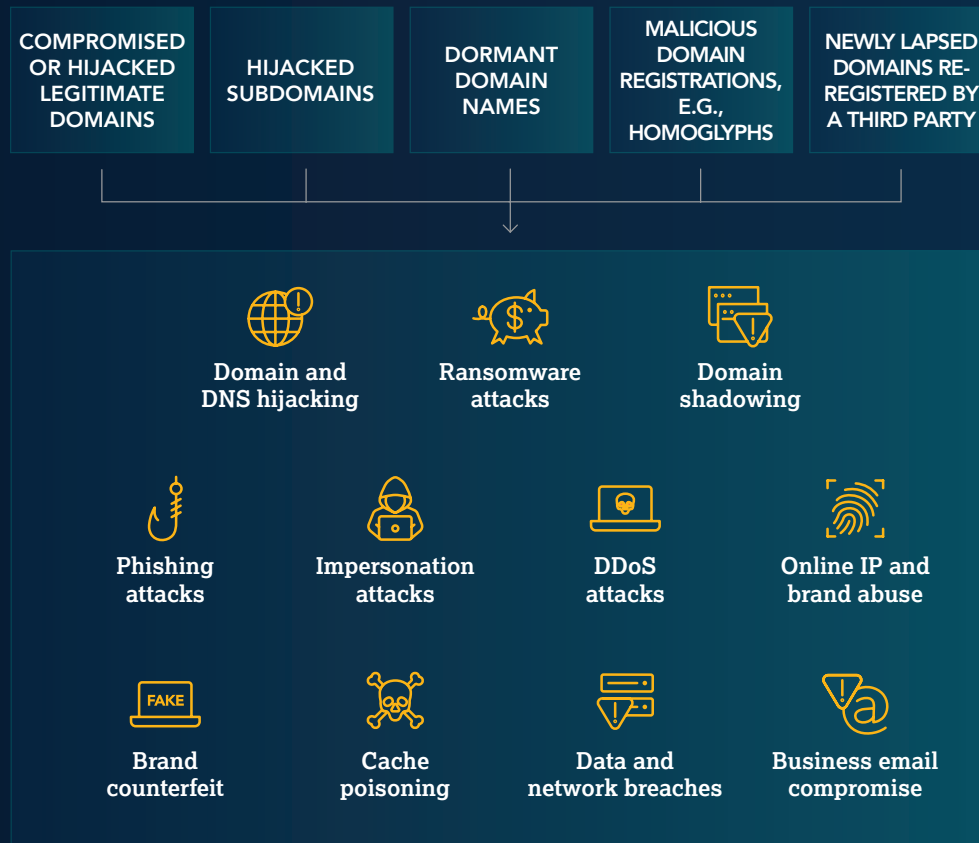 COMPROMISED
OR HIJACKED
LEGITIMATE
DOMAINS
HIJACKED
SUBDOMAINS
DORMANT
DOMAIN
NAMES
MALICIOUS
DOMAIN
REGISTRATIONS,
E.G.,
HOMOGLYPHS
NEWLY LAPSED
DOMAINS RE-
REGISTERED BY
A THIRD PARTY
$
Domain and
DNS hijacking
Ransomware
attacks
Domain
shadowing
Phishing
attacks
Impersonation
attacks
DDoS
attacks
Online IP and
brand abuse
FAKE
@
Brand
counterfeit
Cache
poisoning
Data and
network breaches
Business email
compromise